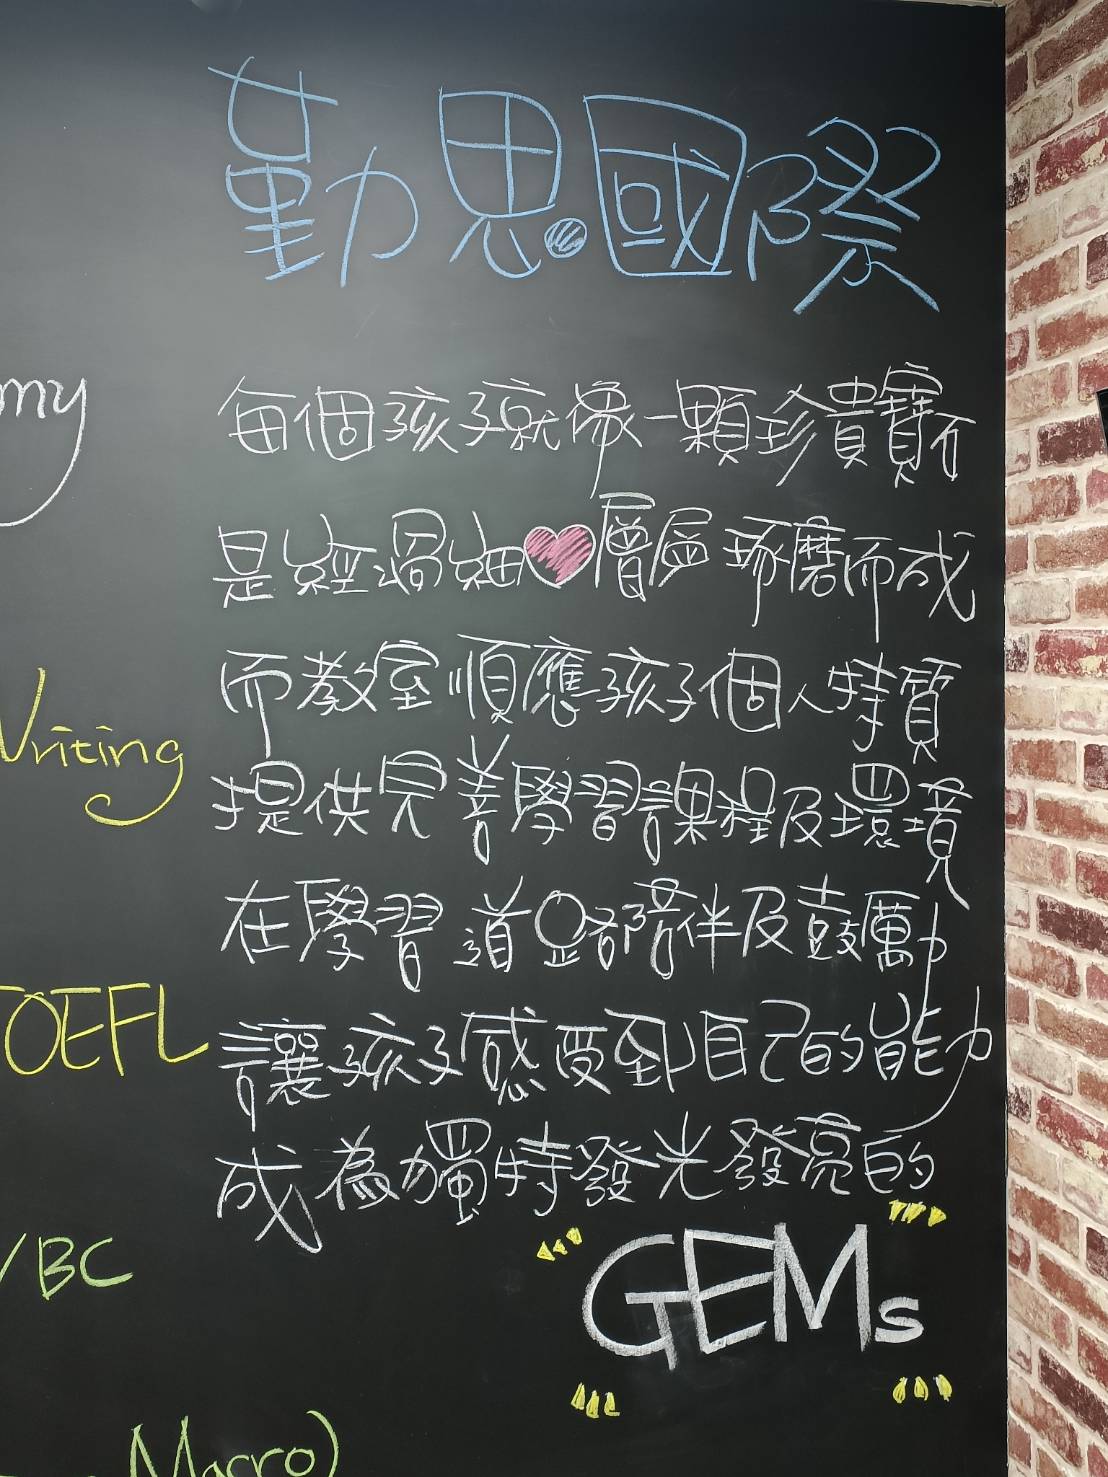 勤思國際
my
每個孩子就像一顆珍貴寶石
是經過細♥層層琢磨而成
而教室順應孩子個人特質
Writing
提供完善學習課程及環境
在學習道路部陪伴及鼓勵
TOEFL
讓孩子感受到自己的能力
成為獨特發光發亮的
/BC
"GEMs"
Macro)